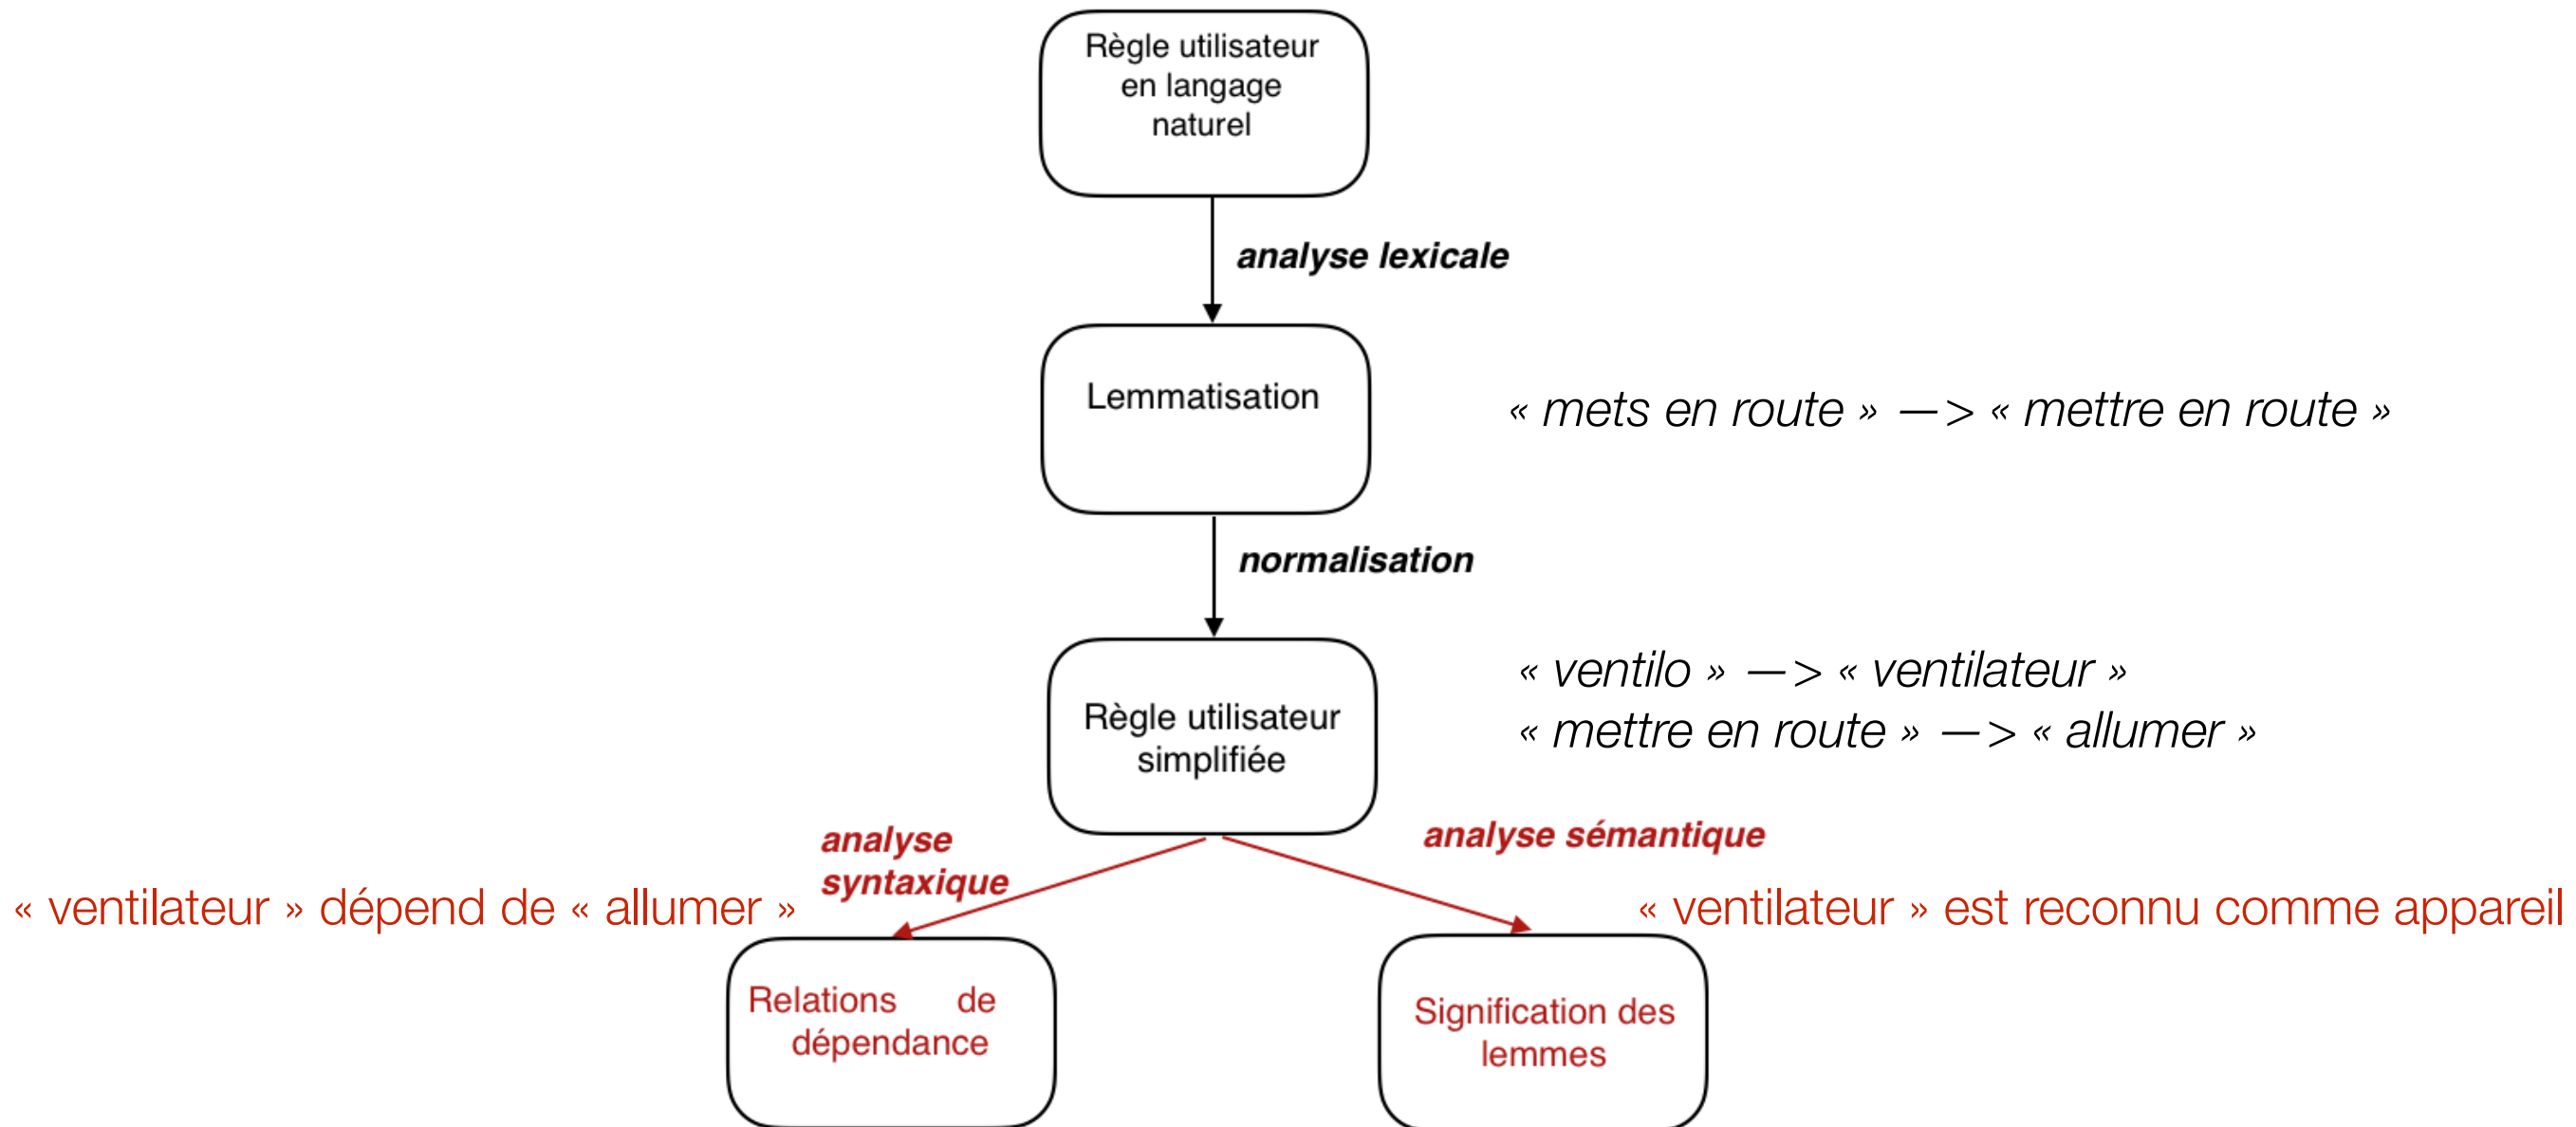 Règle utilisateur
en langage
naturel
analyse lexicale
Lemmatisation
« mets en route » —> « mettre en route »
normalisation
« ventilo » —> « ventilateur »
« mettre en route » —> « allumer »
Règle utilisateur
simplifiée
analyse
syntaxique
analyse sémantique
« ventilateur » dépend de « allumer »
« ventilateur » est reconnu comme appareil
Relations de
dépendance
Signification des
lemmes